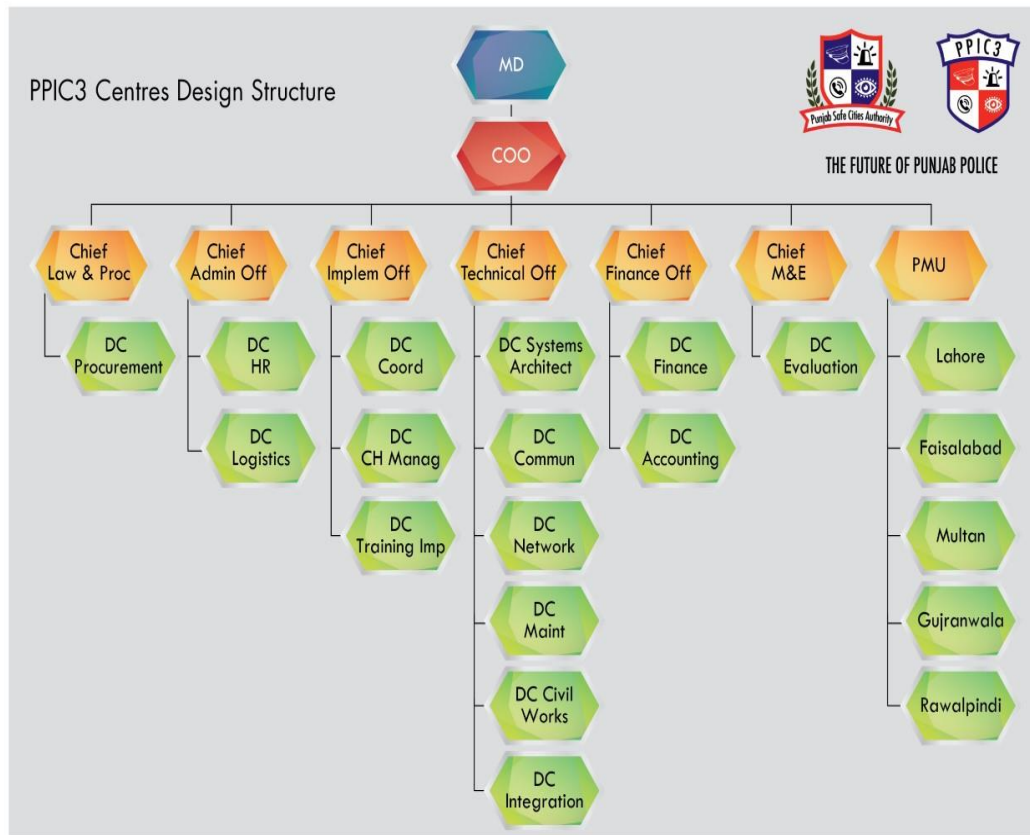 MD
PPIC3 Centres Design Structure
Punjab Safe Cities Authority
PPIC3
COO
THE FUTURE OF PUNJAB POLICE
Chief
Law & Proc
Chief
Admin Off
Chief
Implem Off
Chief
Technical Off
Chief
Finance Off
Chief
M&E
PMU
DC
Procurement
DC
HR
DC
Logistics
DC
Coord
DC
CH Manag
DC
Training Imp
DC Systems
Architect
DC
Commun
DC
Network
DC
Maint
DC Civil
Works
DC
Integration
DC
Finance
DC
Accounting
DC
Evaluation
Lahore
Faisalabad
Multan
Gujranwala
Rawalpindi